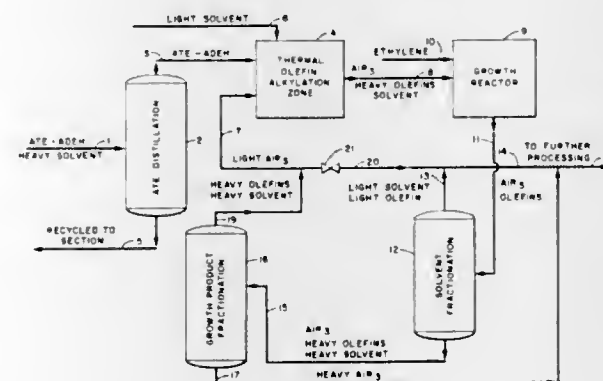 LIGHT SOLVENT
6
4
9
5
ATE-ADEH
THERMAL
OLEFIN
ALKYLATION
ZONE
ETHYLENE
10
AlR3
8
HEAVY OLEFINS
SOLVENT
GROWTH
REACTOR
ATE-ADEH
1
HEAVY SOLVENT
ATE DISTILLATION
2
7
11
14
TO FURTHER
PROCESSING
21
LIGHT AlR3
20
HEAVY OLEFINS
HEAVY SOLVENT
LIGHT SOLVENT
LIGHT OLEFIN
13
AlR3
OLEFINS
RECYCLED TO
SECTION
5
19
GROWTH PRODUCT
FRACTIONATION
16
12
SOLVENT
FRACTIONATION
15
AlR3
HEAVY OLEFINS
HEAVY SOLVENT
17
HEAVY AlR3